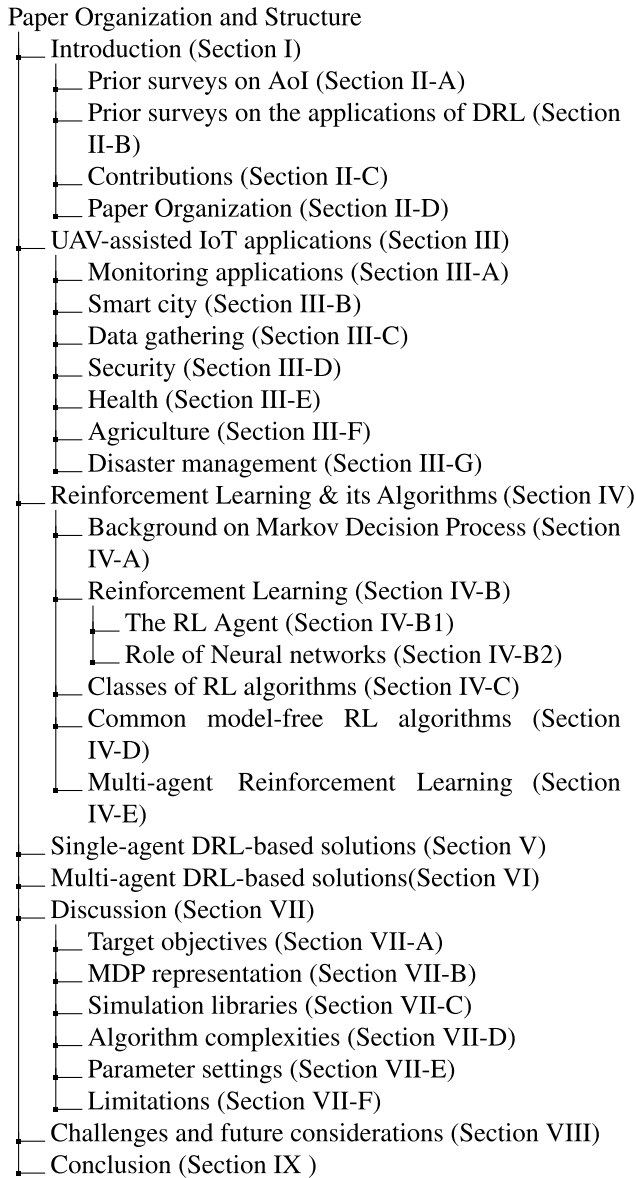 Paper Organization and Structure
Introduction (Section I)
Prior surveys on AoI (Section II-A)
Prior surveys on the applications of DRL (Section
II-B)
Contributions (Section II-C)
Paper Organization (Section II-D)
UAV-assisted IoT applications (Section III)
Monitoring applications (Section III-A)
Smart city (Section III-B)
Data gathering (Section III-C)
Security (Section III-D)
Health (Section III-E)
Agriculture (Section III-F)
Disaster management (Section III-G)
Reinforcement Learning & its Algorithms (Section IV)
Background on Markov Decision Process (Section
IV-A)
Reinforcement Learning (Section IV-B)
The RL Agent (Section IV-B1)
Role of Neural networks (Section IV-B2)
Classes of RL algorithms (Section IV-C)
Common model-free RL algorithms (Section
IV-D)
Multi-agent Reinforcement Learning (Section
IV-E)
Single-agent DRL-based solutions (Section V)
Multi-agent DRL-based solutions(Section VI)
Discussion (Section VII)
Target objectives (Section VII-A)
MDP representation (Section VII-B)
Simulation libraries (Section VII-C)
Algorithm complexities (Section VII-D)
Parameter settings (Section VII-E)
Limitations (Section VII-F)
Challenges and future considerations (Section VIII)
Conclusion (Section IX )